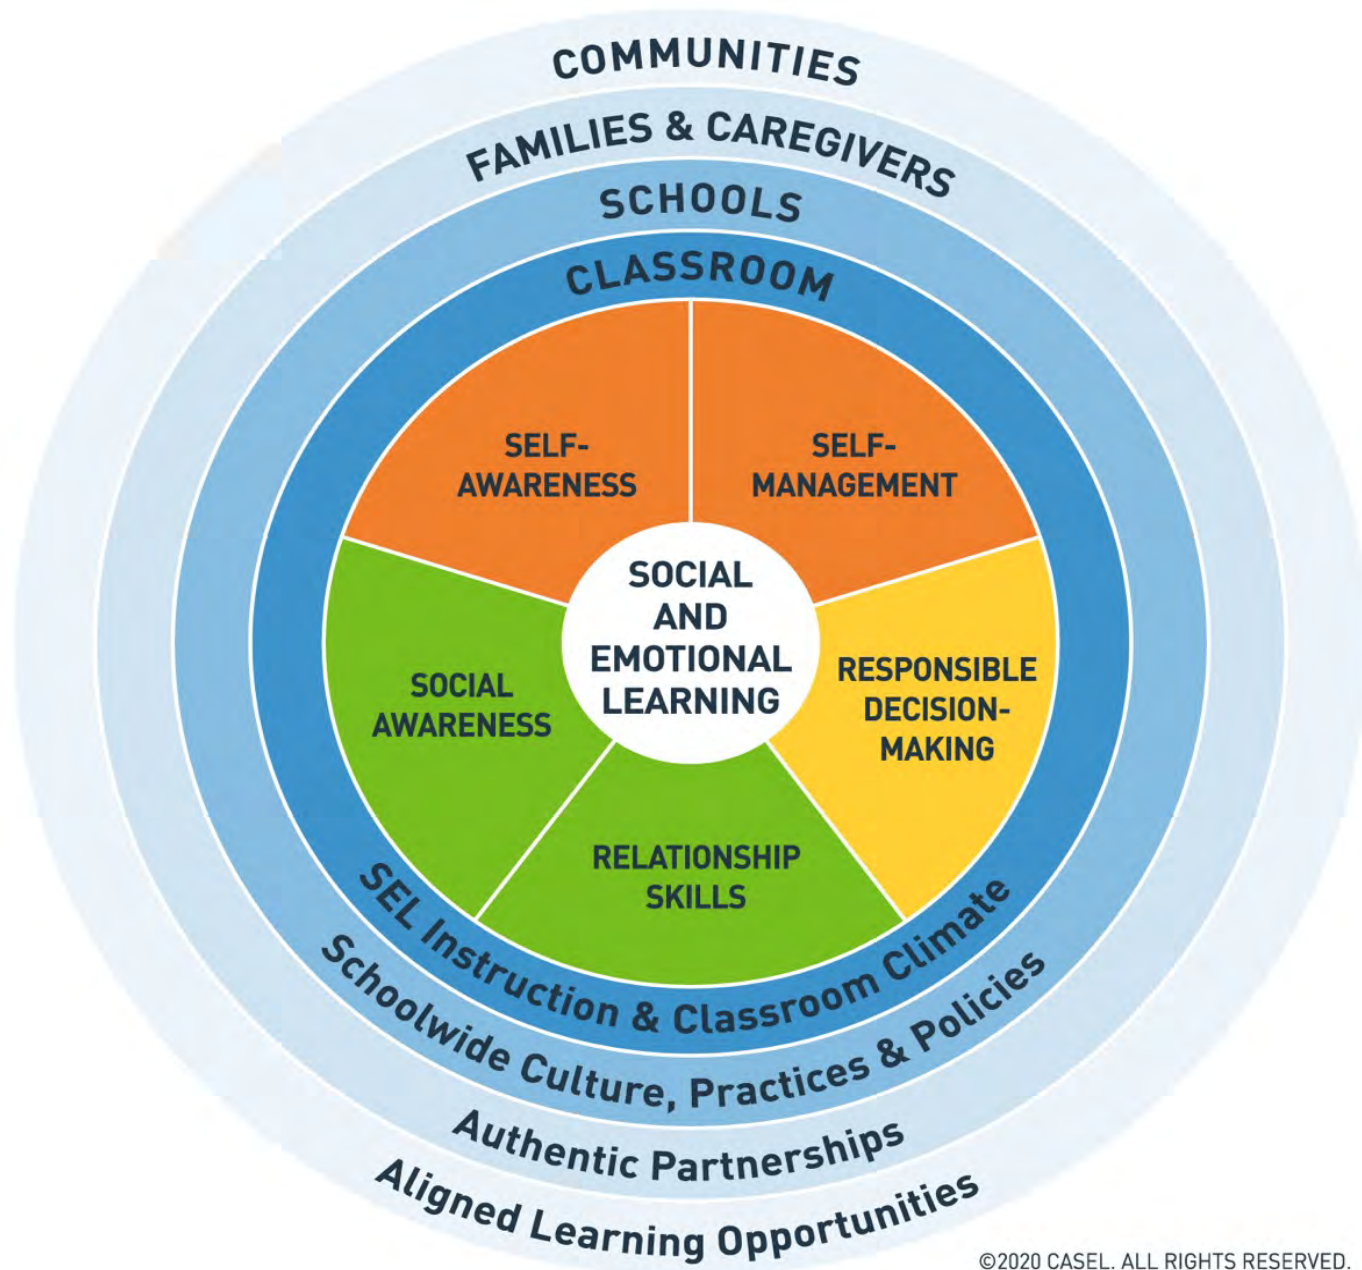 COMMUNITIES
FAMILIES & CAREGIVERS
SCHOOLS
CLASSROOM
SELF-
AWARENESS
SELF-
MANAGEMENT
SOCIAL
AND
EMOTIONAL
LEARNING
SOCIAL
AWARENESS
RESPONSIBLE
DECISION-
MAKING
RELATIONSHIP
SKILLS
SEL Instruction & Classroom Climate
Schoolwide Culture, Practices & Policies
Authentic Partnerships
Aligned Learning Opportunities
©2020 CASEL. ALL RIGHTS RESERVED.